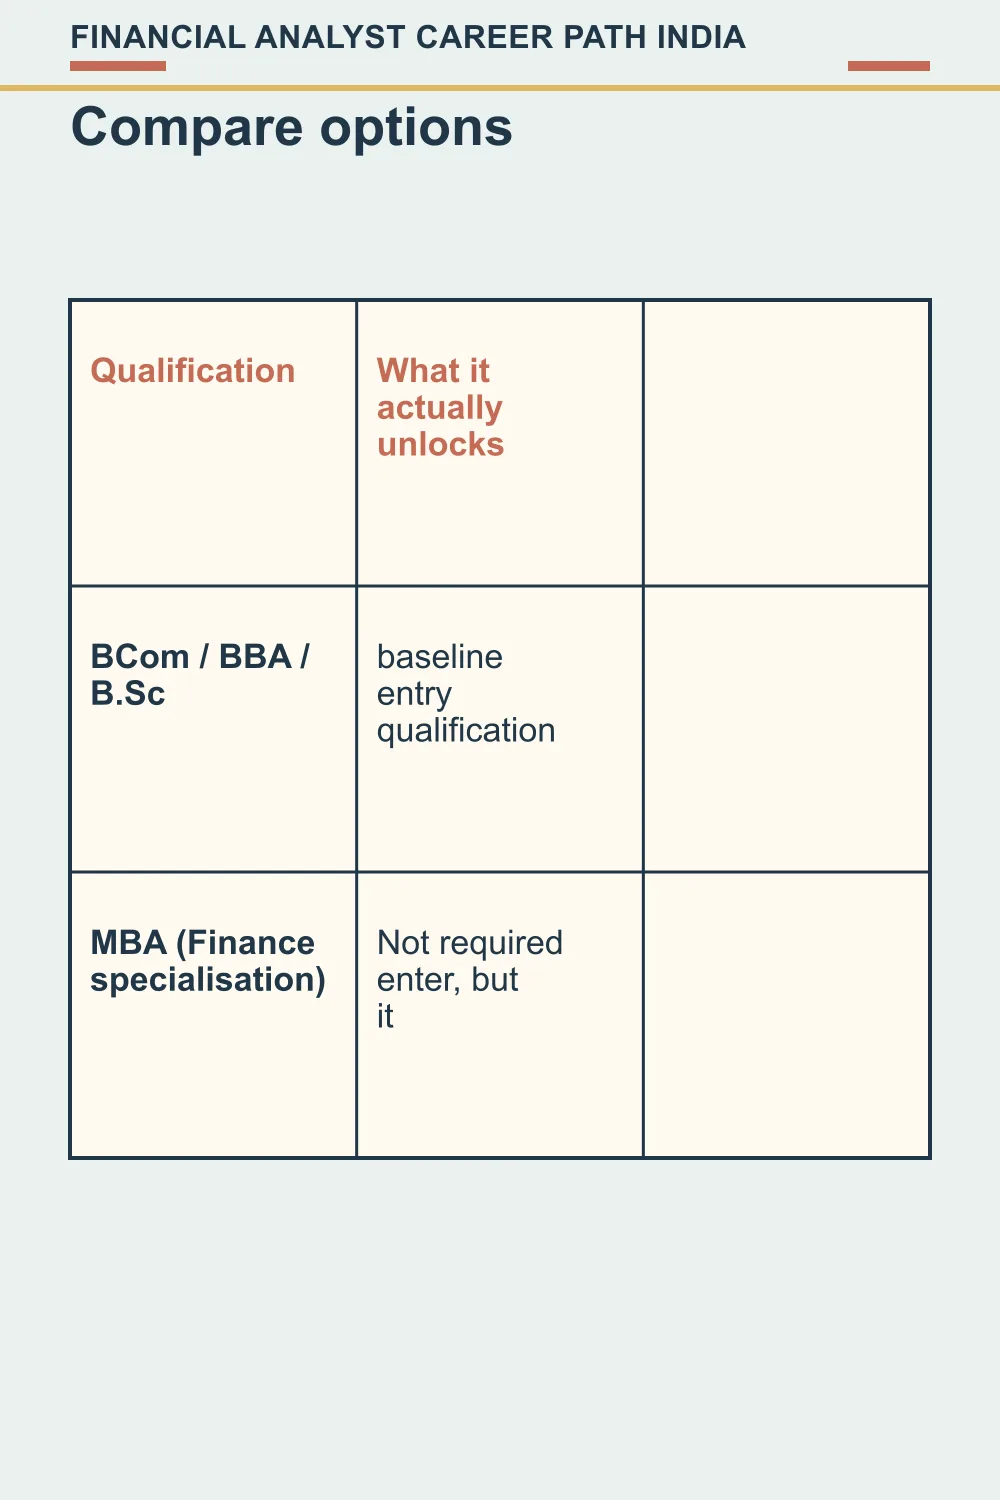 FINANCIAL ANALYST CAREER PATH INDIA
Compare options
Qualification
What it
actually
unlocks
BCom / BBA /
B.Sc
baseline
entry
qualification
MBA (Finance
specialisation)
Not required
enter, but
it